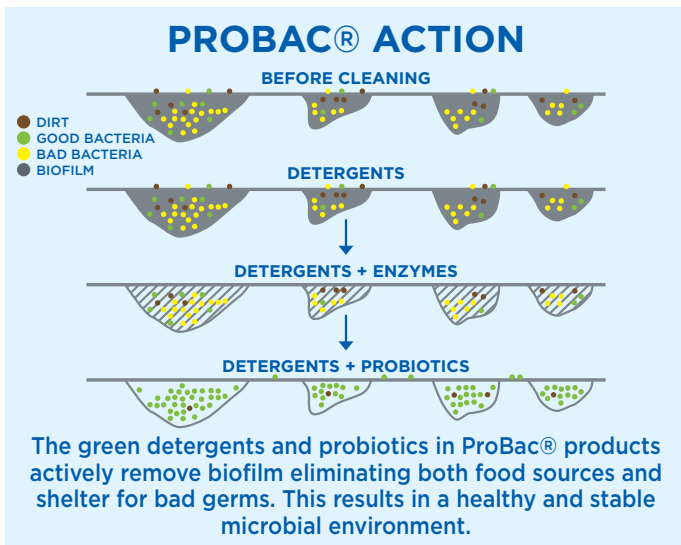 PROBAC® ACTION
BEFORE CLEANING
DIRT
GOOD BACTERIA
BAD BACTERIA
BIOFILM
DETERGENTS
DETERGENTS + ENZYMES
DETERGENTS + PROBIOTICS
The green detergents and probiotics in ProBac® products
actively remove biofilm eliminating both food sources and
shelter for bad germs. This results in a healthy and stable
microbial environment.